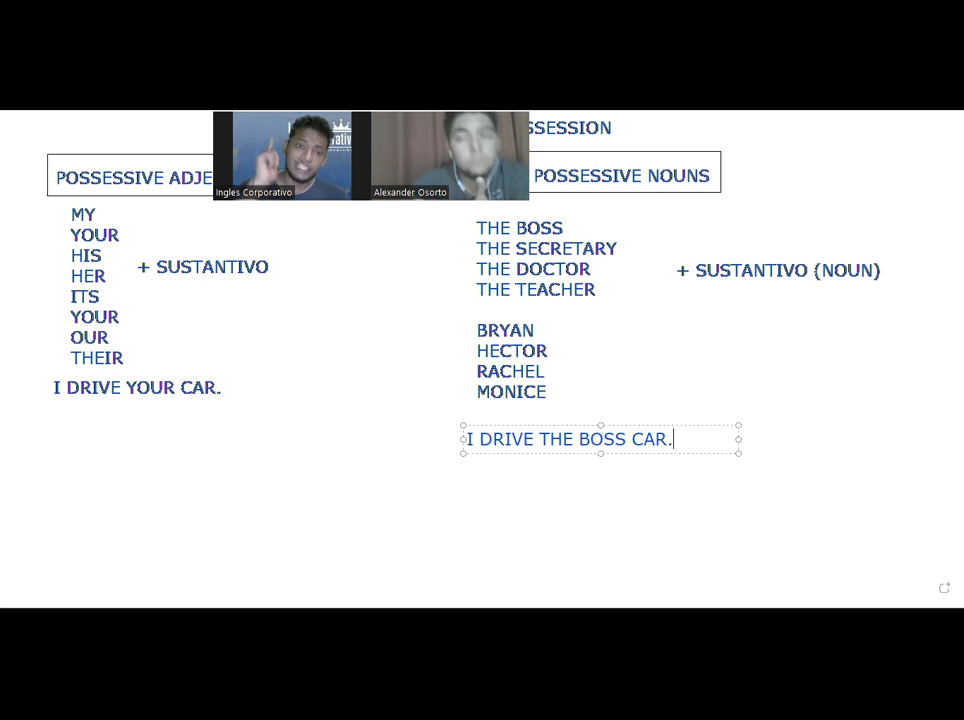 SSESSION
POSSESSIVE ADJE
MY
YOUR
HIS
HER
ITS
YOUR
OUR
THEIR
+ SUSTANTIVO
I DRIVE YOUR CAR.
Ingles Corporativo
Alexander Osorto
POSSESSIVE NOUNS
THE BOSS
THE SECRETARY
THE DOCTOR
THE TEACHER
+ SUSTANTIVO (NOUN)
BRYAN
HECTOR
RACHEL
MONICE
I DRIVE THE BOSS CAR.